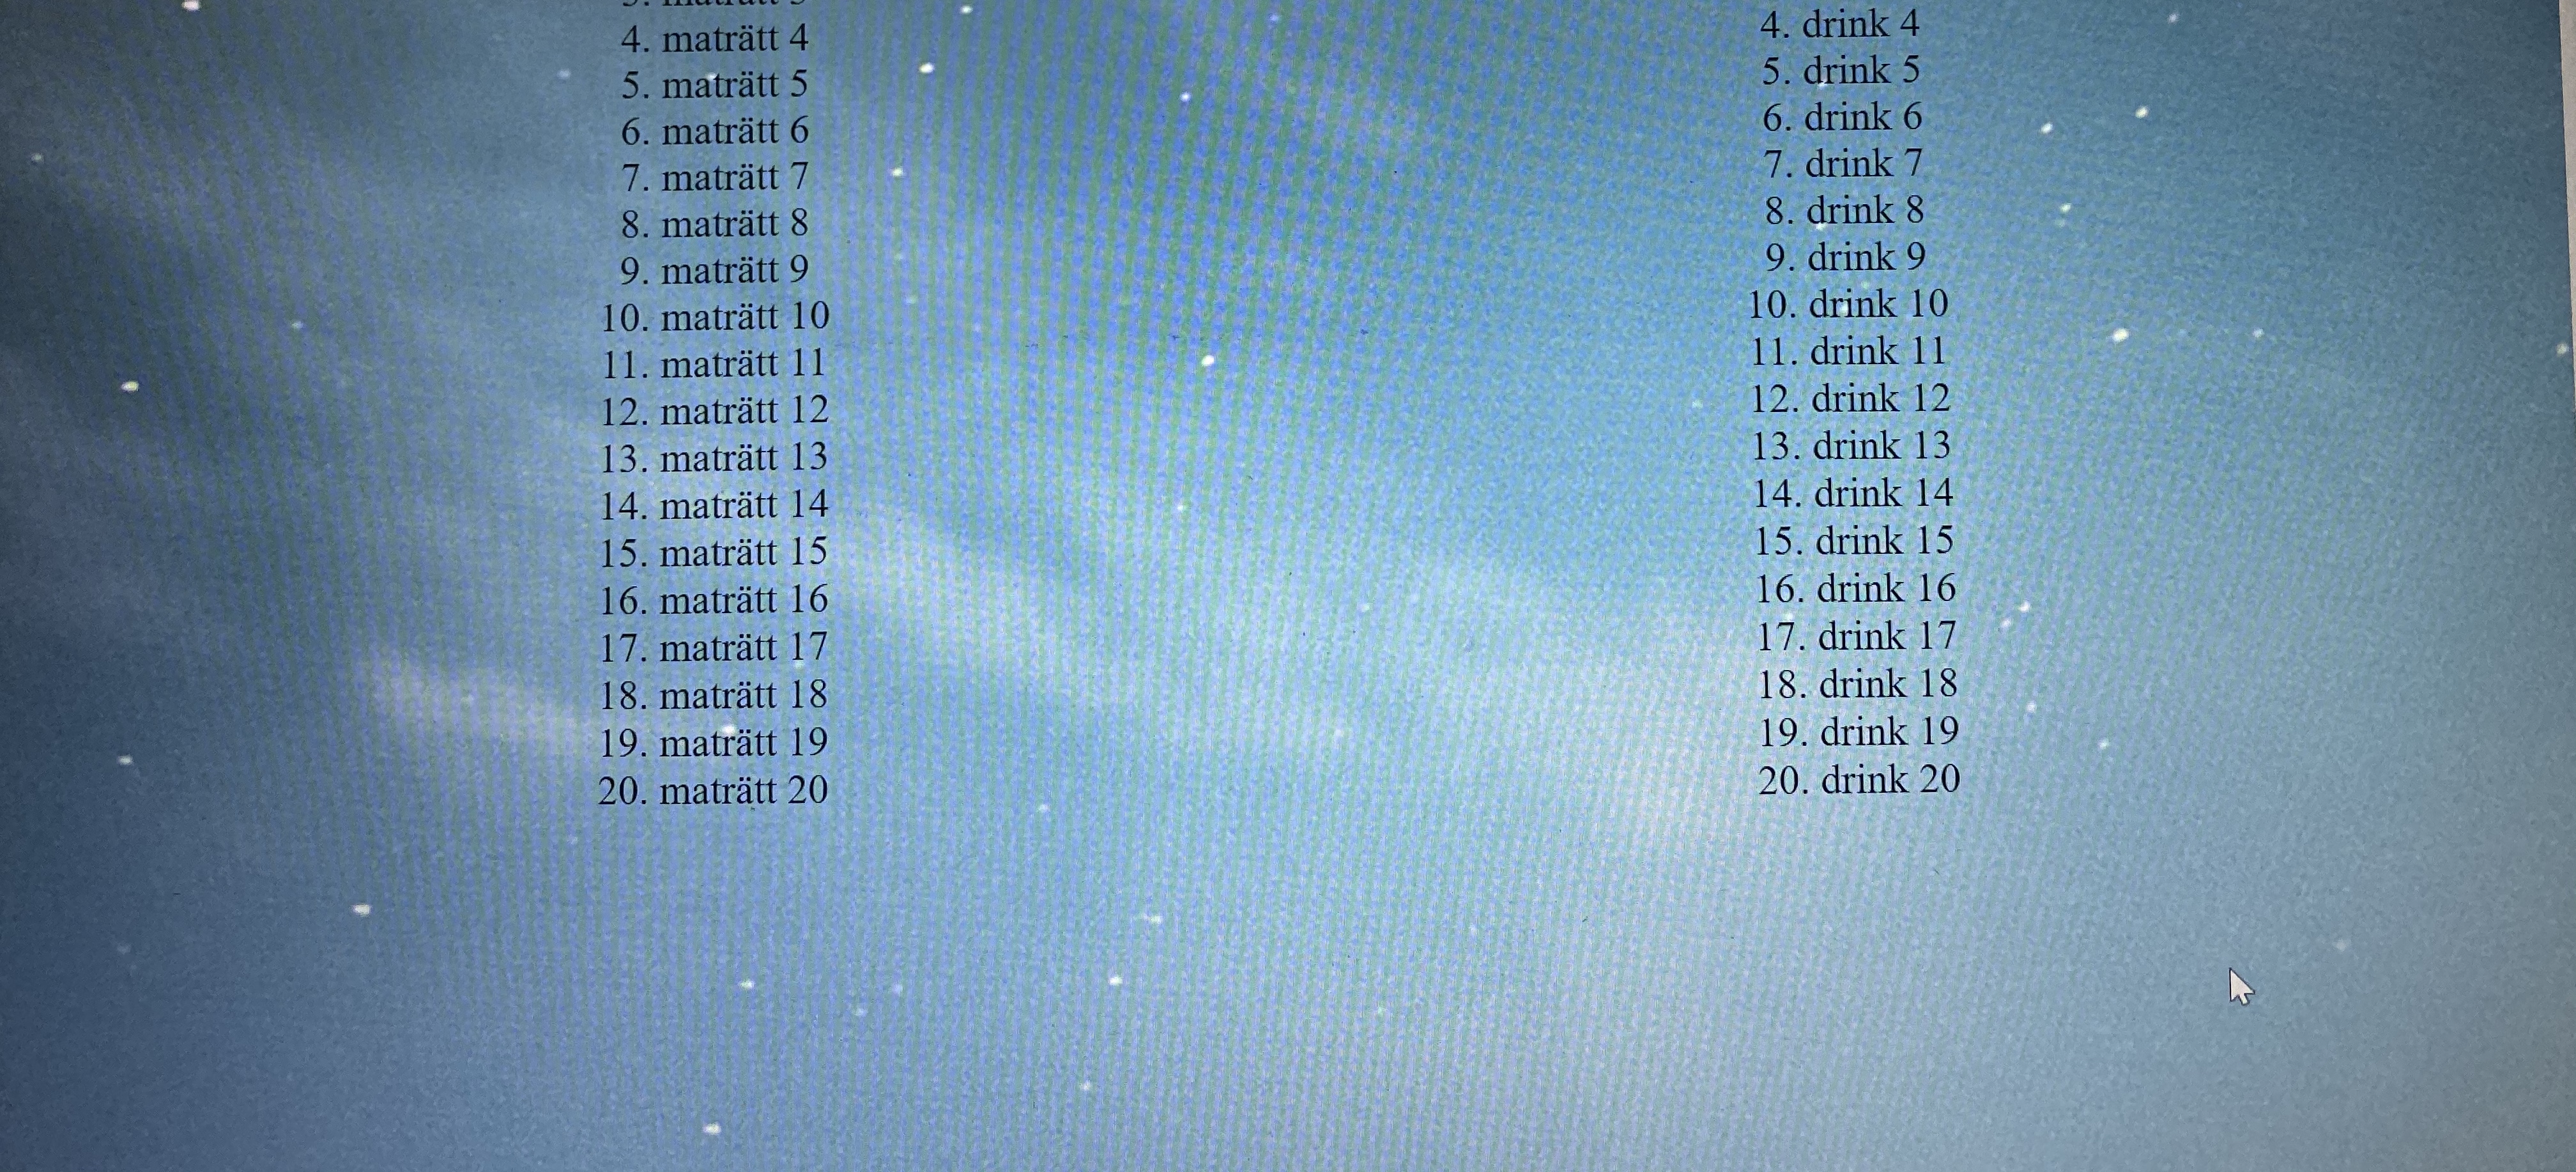 4. maträtt 4
5. maträtt 5
6. maträtt 6
7. maträtt 7
8. maträtt 8
9. maträtt 9
10. maträtt 10
11. maträtt 11
12. maträtt 12
13. maträtt 13
14. maträtt 14
15. maträtt 15
16. maträtt 16
17. maträtt 17
18. maträtt 18
19. maträtt 19
20. maträtt 20
4. drink 4
5. drink 5
6. drink 6
7. drink 7
8. drink 8
9. drink 9
10. drink 10
11. drink 11
12. drink 12
13. drink 13
14. drink 14
15. drink 15
16. drink 16
17. drink 17
18. drink 18
19. drink 19
20. drink 20